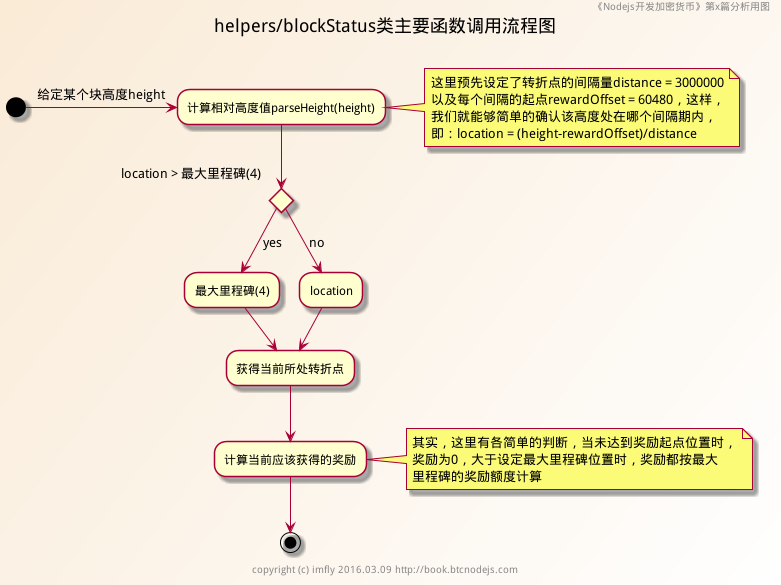 《Nodejs开发加密货币》第x篇分析用图
helpers/blockStatus类主要函数调用流程图
给定某个块高度height
计算相对高度值parseHeight(height)
这里预先设定了转折点的间隔量distance = 3000000
以及每个间隔的起点rewardOffset = 60480，这样，
我们就能够简单的确认该高度处在哪个间隔期内，
即：location = (height-rewardOffset)/distance
location > 最大里程碑(4)
yes
no
最大里程碑(4)
location
获得当前所处转折点
计算当前应该获得的奖励
其实，这里有各简单的判断，当未达到奖励起点位置时，
奖励为0，大于设定最大里程碑位置时，奖励都按最大
里程碑的奖励额度计算
copyright (c) imfly 2016.03.09 http://book.btcnodejs.com